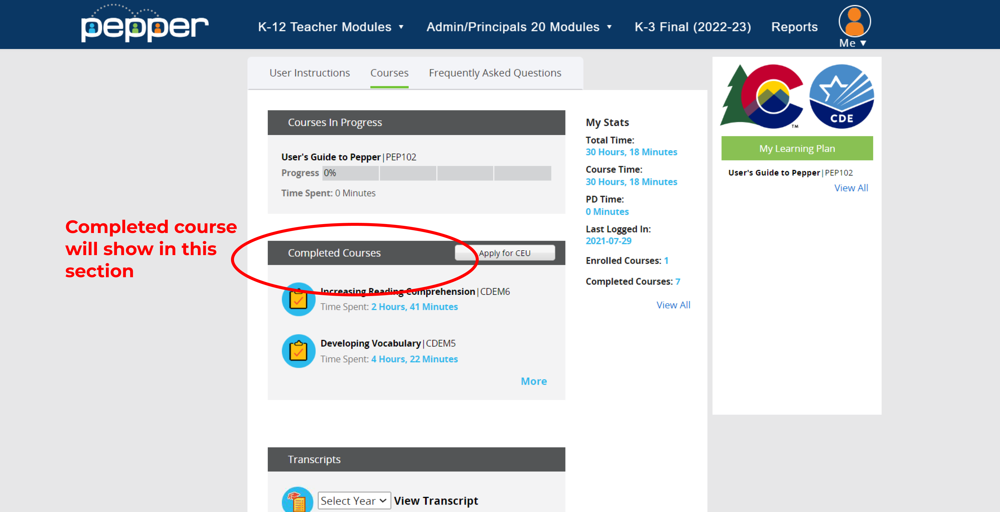 pepper
K-12 Teacher Modules ▼ Admin/Principals 20 Modules ▼ K-3 Final (2022-23) Reports
Me ▼
User Instructions Courses Frequently Asked Questions
Courses In Progress
User's Guide to Pepper|PEP102
Progress 0%
Time Spent: 0 Minutes
Completed course
will show in this
section
Completed Courses Apply for CEU
Increasing Reading Comprehension|CDEM6
Time Spent: 2 Hours, 41 Minutes
Developing Vocabulary|CDEM5
Time Spent: 4 Hours, 22 Minutes
More
Transcripts
Select Year View Transcript
My Stats
Total Time:
30 Hours, 18 Minutes
Course Time:
30 Hours, 18 Minutes
PD Time:
0 Minutes
Last Logged In:
2021-07-29
Enrolled Courses: 1
Completed Courses: 7
View All
TM
CDE
My Learning Plan
User's Guide to Pepper|PEP102
View All